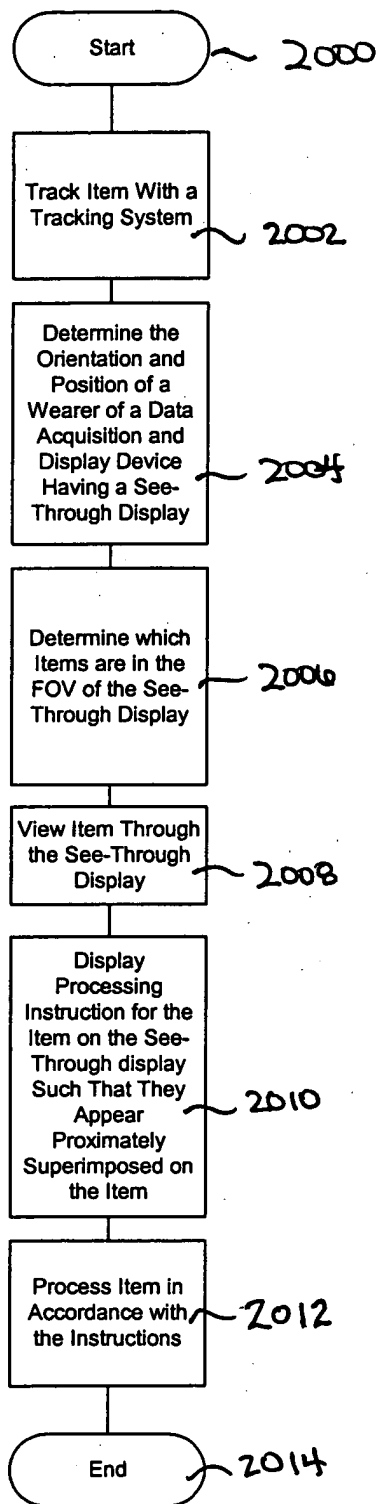 Start
2000
Track Item With a
Tracking System
2002
Determine the
Orientation and
Position of a
Wearer of a Data
Acquisition and
Display Device
Having a See-
Through Display
2004
Determine which
Items are in the
FOV of the See-
Through Display
2006
View Item Through
the See-Through
Display
2008
Display
Processing
Instruction for the
Item on the See-
Through display
Such That They
Appear
Proximately
Superimposed on
the Item
2010
Process Item in
Accordance with
the Instructions
2012
End
2014